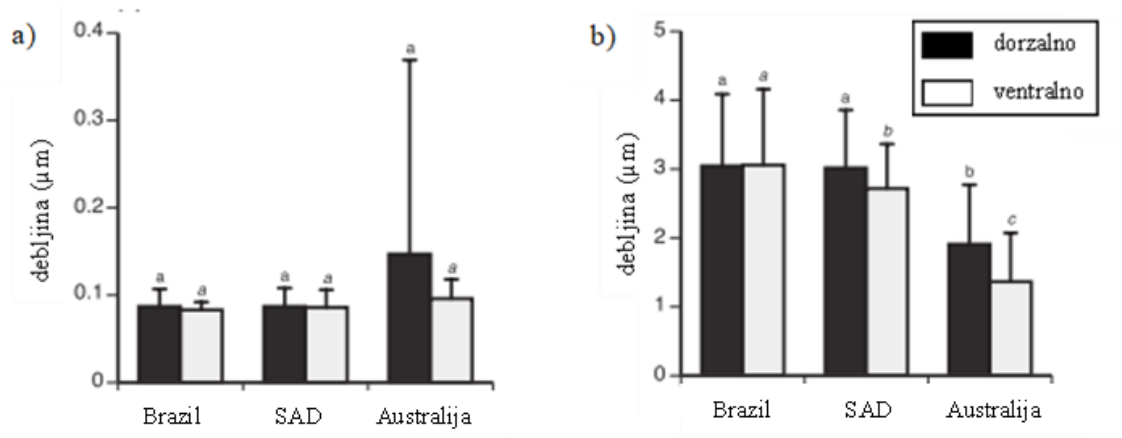 a)
0.4
0.3
0.2
0.1
0
debljina (µm)
a a a a a a
Brazil SAD Australija
b)
5
4
3
2
1
0
debljina (µm)
a a a b b c
Brazil SAD Australija
dorzalno
ventralno